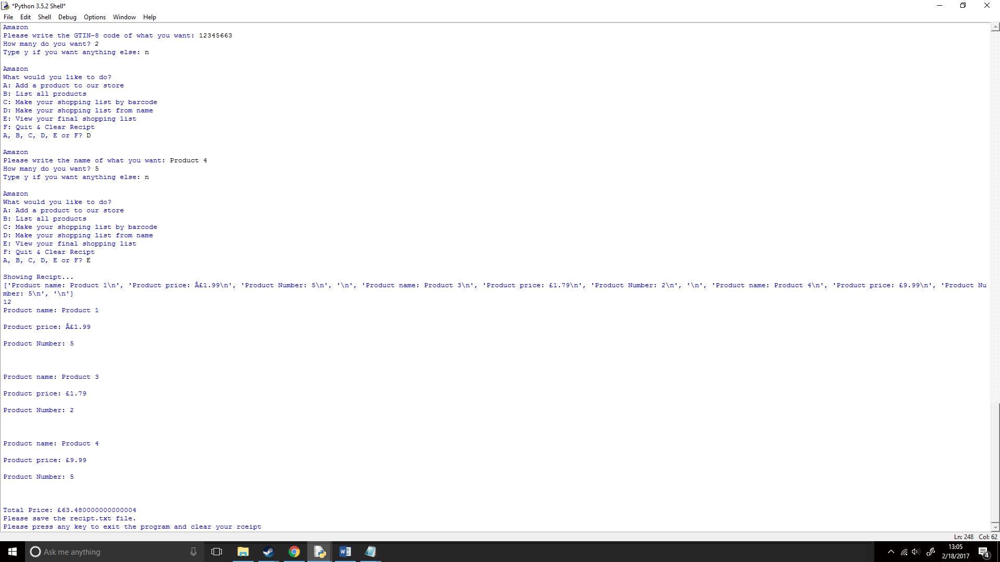 *Python 3.5.2 Shell*
File Edit Shell Debug Options Window Help
Amazon
Please write the GTIN-8 code of what you want: 12345663
How many do you want? 2
Type y if you want anything else: n
Amazon
What would you like to do?
A: Add a product to our store
B: List all products
C: Make your shopping list by barcode
D: Make your shopping list from name
E: View your final shopping list
F: Quit & Clear Recipt
A, B, C, D, E or F? D
Amazon
Please write the name of what you want: Product 4
How many do you want? 5
Type y if you want anything else: n
Amazon
What would you like to do?
A: Add a product to our store
B: List all products
C: Make your shopping list by barcode
D: Make your shopping list from name
E: View your final shopping list
F: Quit & Clear Recipt
A, B, C, D, E or F? E
Showing Recipt...
['Product name: Product 1\n', 'Product price: Â£1.99\n', 'Product Number: 5\n', '\n', 'Product name: Product 3\n', 'Product price: £1.79\n', 'Product Number: 2\n', '\n', 'Product name: Product 4\n', 'Product price: £9.99\n', 'Product Nu
mber: 5\n', '\n']
12
Product name: Product 1
Product price: Â£1.99
Product Number: 5
Product name: Product 3
Product price: £1.79
Product Number: 2
Product name: Product 4
Product price: £9.99
Product Number: 5
Total Price: £63.480000000000004
Please save the recipt.txt file.
Please press any key to exit the program and clear your rceipt
Ln: 248 Col: 62
Ask me anything
13:05
2/18/2017
4